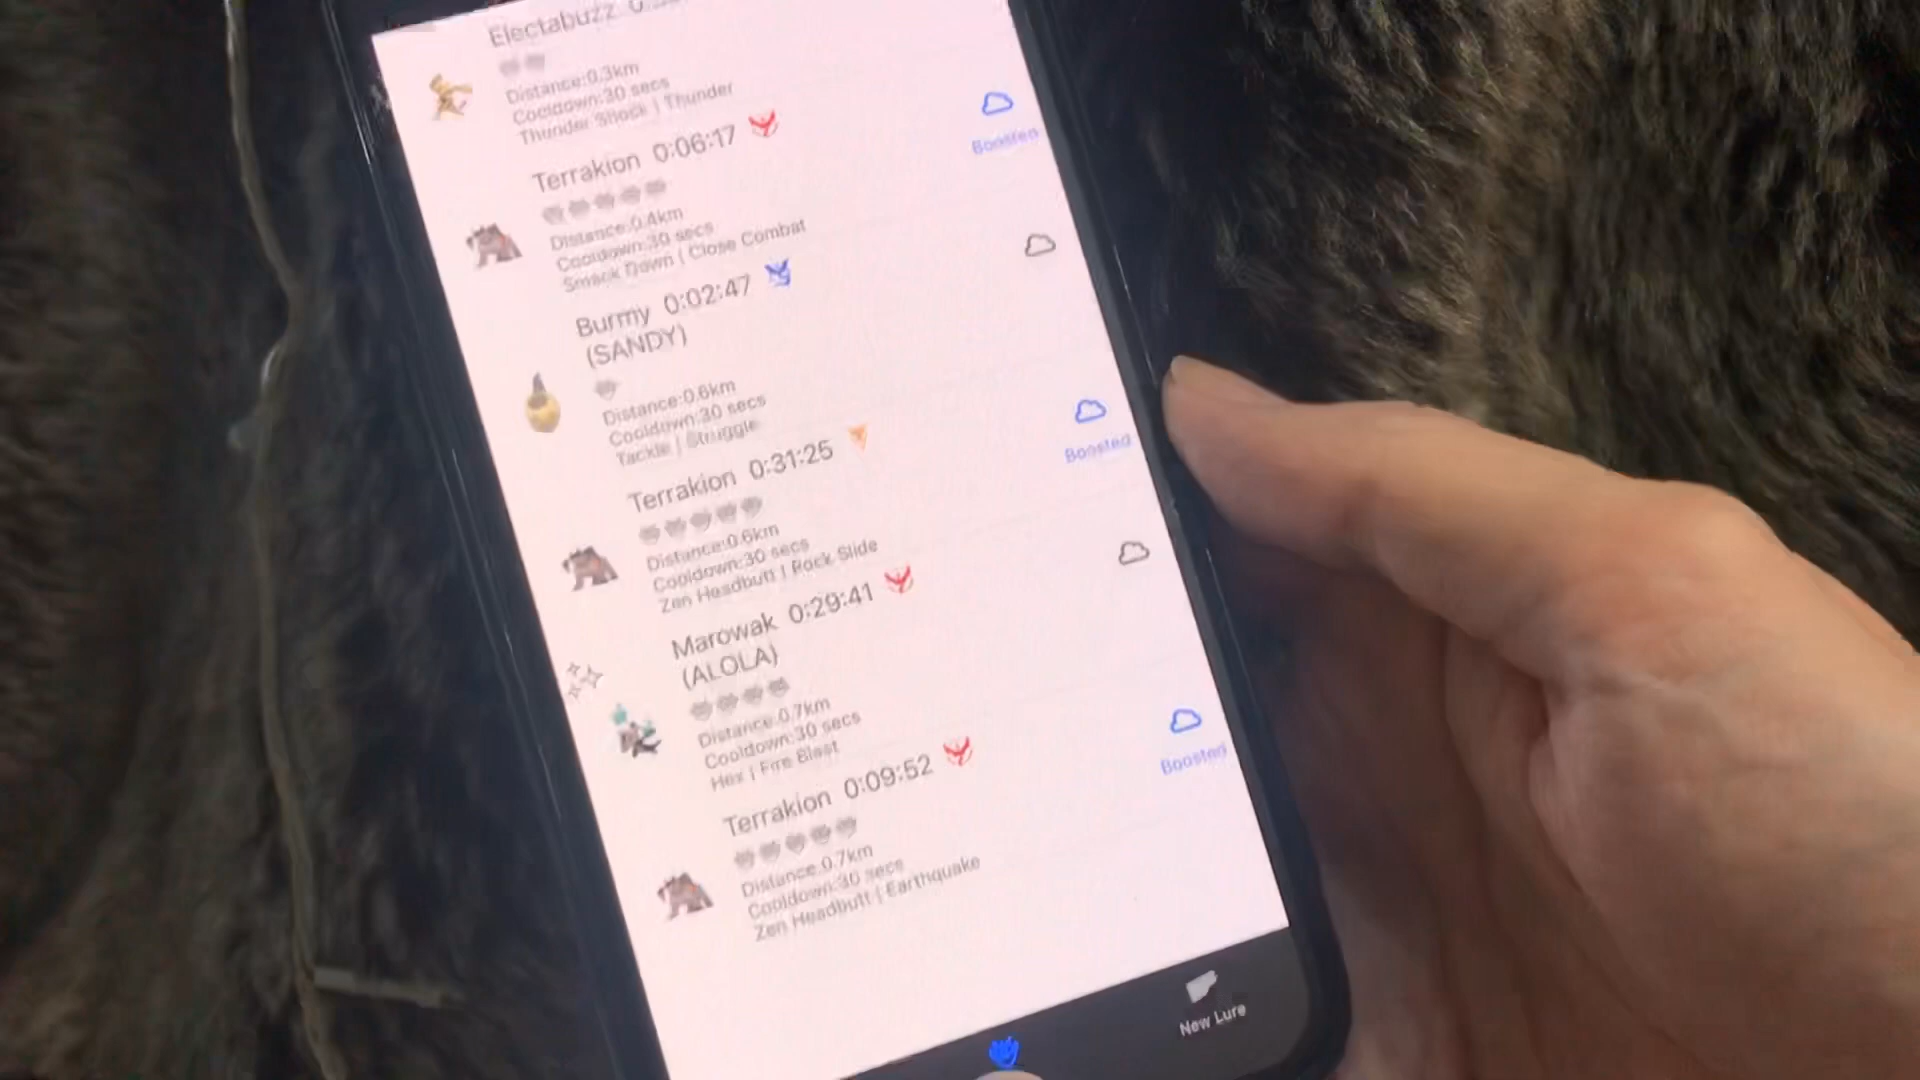 Electabuzz
Distance:0.3km
Cooldown:30 secs
Thunder Shock | Thunder
Terrakion 0:06:17
Boosted
Distance:0.4km
Cooldown:30 secs
Smack Down | Close Combat
Burmy 0:02:47
(SANDY)
Distance:0.6km
Cooldown:30 secs
Tackle | Struggle
Terrakion 0:31:25
Boosted
Distance:0.6km
Cooldown:30 secs
Zen Headbutt | Rock Slide
Marowak 0:29:41
(ALOLA)
Distance:0.7km
Cooldown:30 secs
Hex | Fire Blast
Terrakion 0:09:52
Boosted
Distance:0.7km
Cooldown:30 secs
Zen Headbutt | Earthquake
New Lure